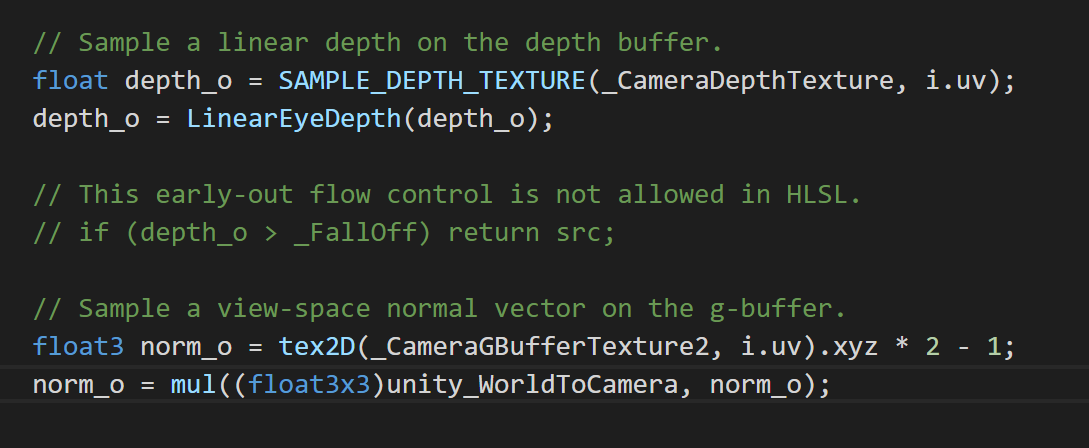 // Sample a linear depth on the depth buffer.
float depth_o = SAMPLE_DEPTH_TEXTURE(_CameraDepthTexture, i.uv);
depth_o = LinearEyeDepth(depth_o);
// This early-out flow control is not allowed in HLSL.
// if (depth_o > _FallOff) return src;
// Sample a view-space normal vector on the g-buffer.
float3 norm_o = tex2D(_CameraGBufferTexture2, i.uv).xyz * 2 - 1;
norm_o = mul((float3x3)unity_WorldToCamera, norm_o);